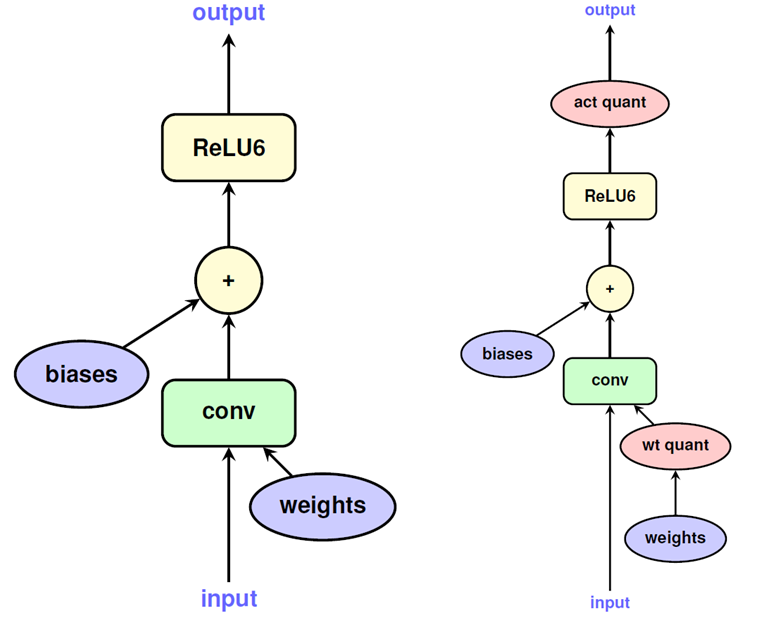 output
ReLU6
+
biases
conv
weights
input
output
act quant
ReLU6
+
biases
conv
wt quant
weights
input